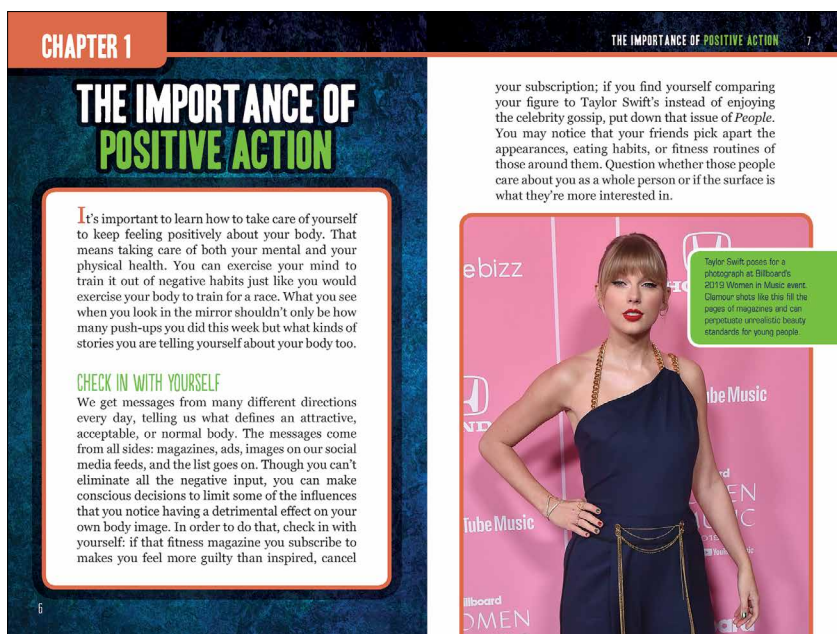 CHAPTER 1
THE IMPORTANCE OF
POSITIVE ACTION
It's important to learn how to take care of yourself
to keep feeling positively about your body. That
means taking care of both your mental and your
physical health. You can exercise your mind to
train it out of negative habits just like you would
exercise your body to train for a race. What you see
when you look in the mirror shouldn't only be how
many push-ups you did this week but what kinds of
stories you are telling yourself about your body too.
CHECK IN WITH YOURSELF
We get messages from many different directions
every day, telling us what defines an attractive,
acceptable, or normal body. The messages come
from all sides: magazines, ads, images on our social
media feeds, and the list goes on. Though you can't
eliminate all the negative input, you can make
conscious decisions to limit some of the influences
that you notice having a detrimental effect on your
own body image. In order to do that, check in with
yourself: if that fitness magazine you subscribe to
makes you feel more guilty than inspired, cancel
6
THE IMPORTANCE OF POSITIVE ACTION 7
your subscription; if you find yourself comparing
your figure to Taylor Swift's instead of enjoying
the celebrity gossip, put down that issue of People.
You may notice that your friends pick apart the
appearances, eating habits, or fitness routines of
those around them. Question whether those people
care about you as a whole person or if the surface is
what they're more interested in.
Taylor Swift poses for a
photograph at Billboard's
2019 Women in Music event.
Glamour shots like this fill the
pages of magazines and can
perpetuate unrealistic beauty
standards for young people.
ebizz
HO
ube Music
ND
rd
EN
USIC
Tube Music
YouTube Music
illboard
OMEN